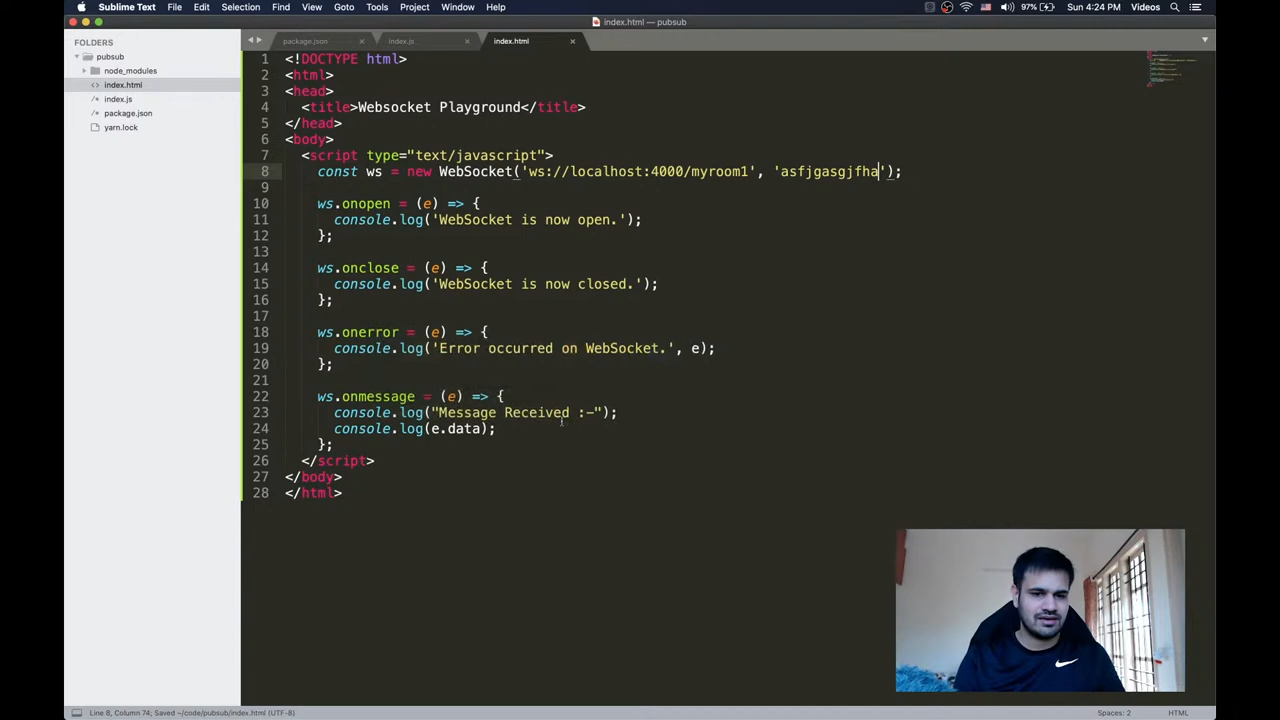 Sublime Text File Edit Selection Find View Goto Tools Project Window Help 97% Sun 4:24 PM Videos
index.html — pubsub
FOLDERS
pubsub
node_modules
index.html
index.js
package.json
yarn.lock
package.json index.js index.html
1 <!DOCTYPE html>
2 <html>
3 <head>
4 <title>Websocket Playground</title>
5 </head>
6 <body>
7 <script type="text/javascript">
8 const ws = new WebSocket('ws://localhost:4000/myroom1', 'asfjgasgjfha');
9
10 ws.onopen = (e) => {
11 console.log('WebSocket is now open.');
12 };
13
14 ws.onclose = (e) => {
15 console.log('WebSocket is now closed.');
16 };
17
18 ws.onerror = (e) => {
19 console.log('Error occurred on WebSocket.', e);
20 };
21
22 ws.onmessage = (e) => {
23 console.log("Message Received :-");
24 console.log(e.data);
25 };
26 </script>
27 </body>
28 </html>
Line 8, Column 74; Saved ~/code/pubsub/index.html (UTF-8) Spaces: 2 HTML